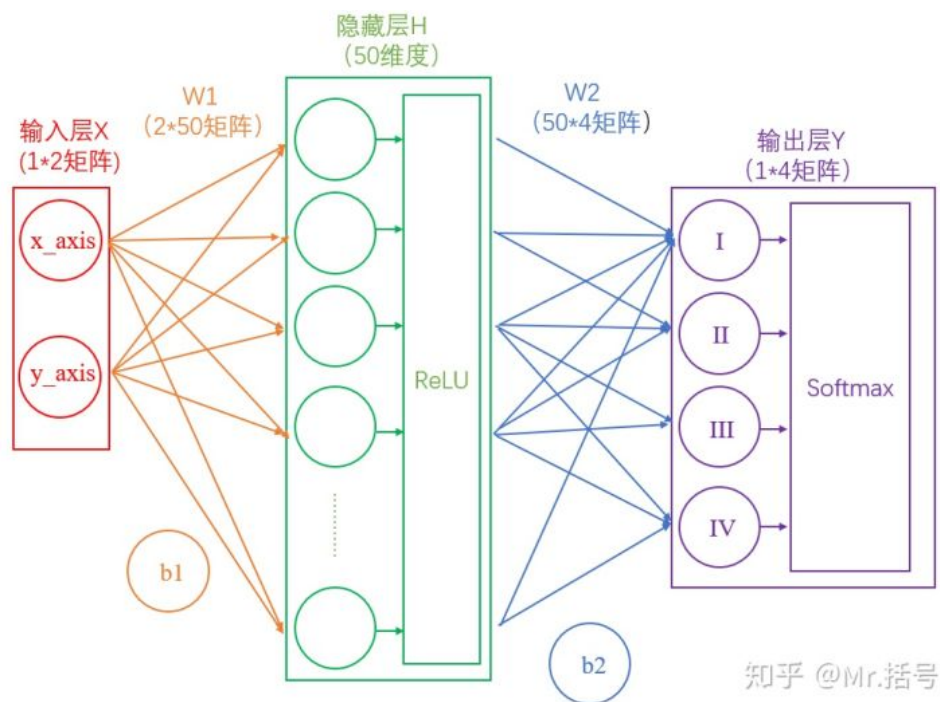 隐藏层H
（50维度）
W1
（2*50矩阵）
W2
（50*4矩阵）
输入层X
(1*2矩阵)
输出层Y
（1*4矩阵）
x_axis
y_axis
ReLU
I
II
III
IV
Softmax
b1
b2
知乎 @Mr.括号